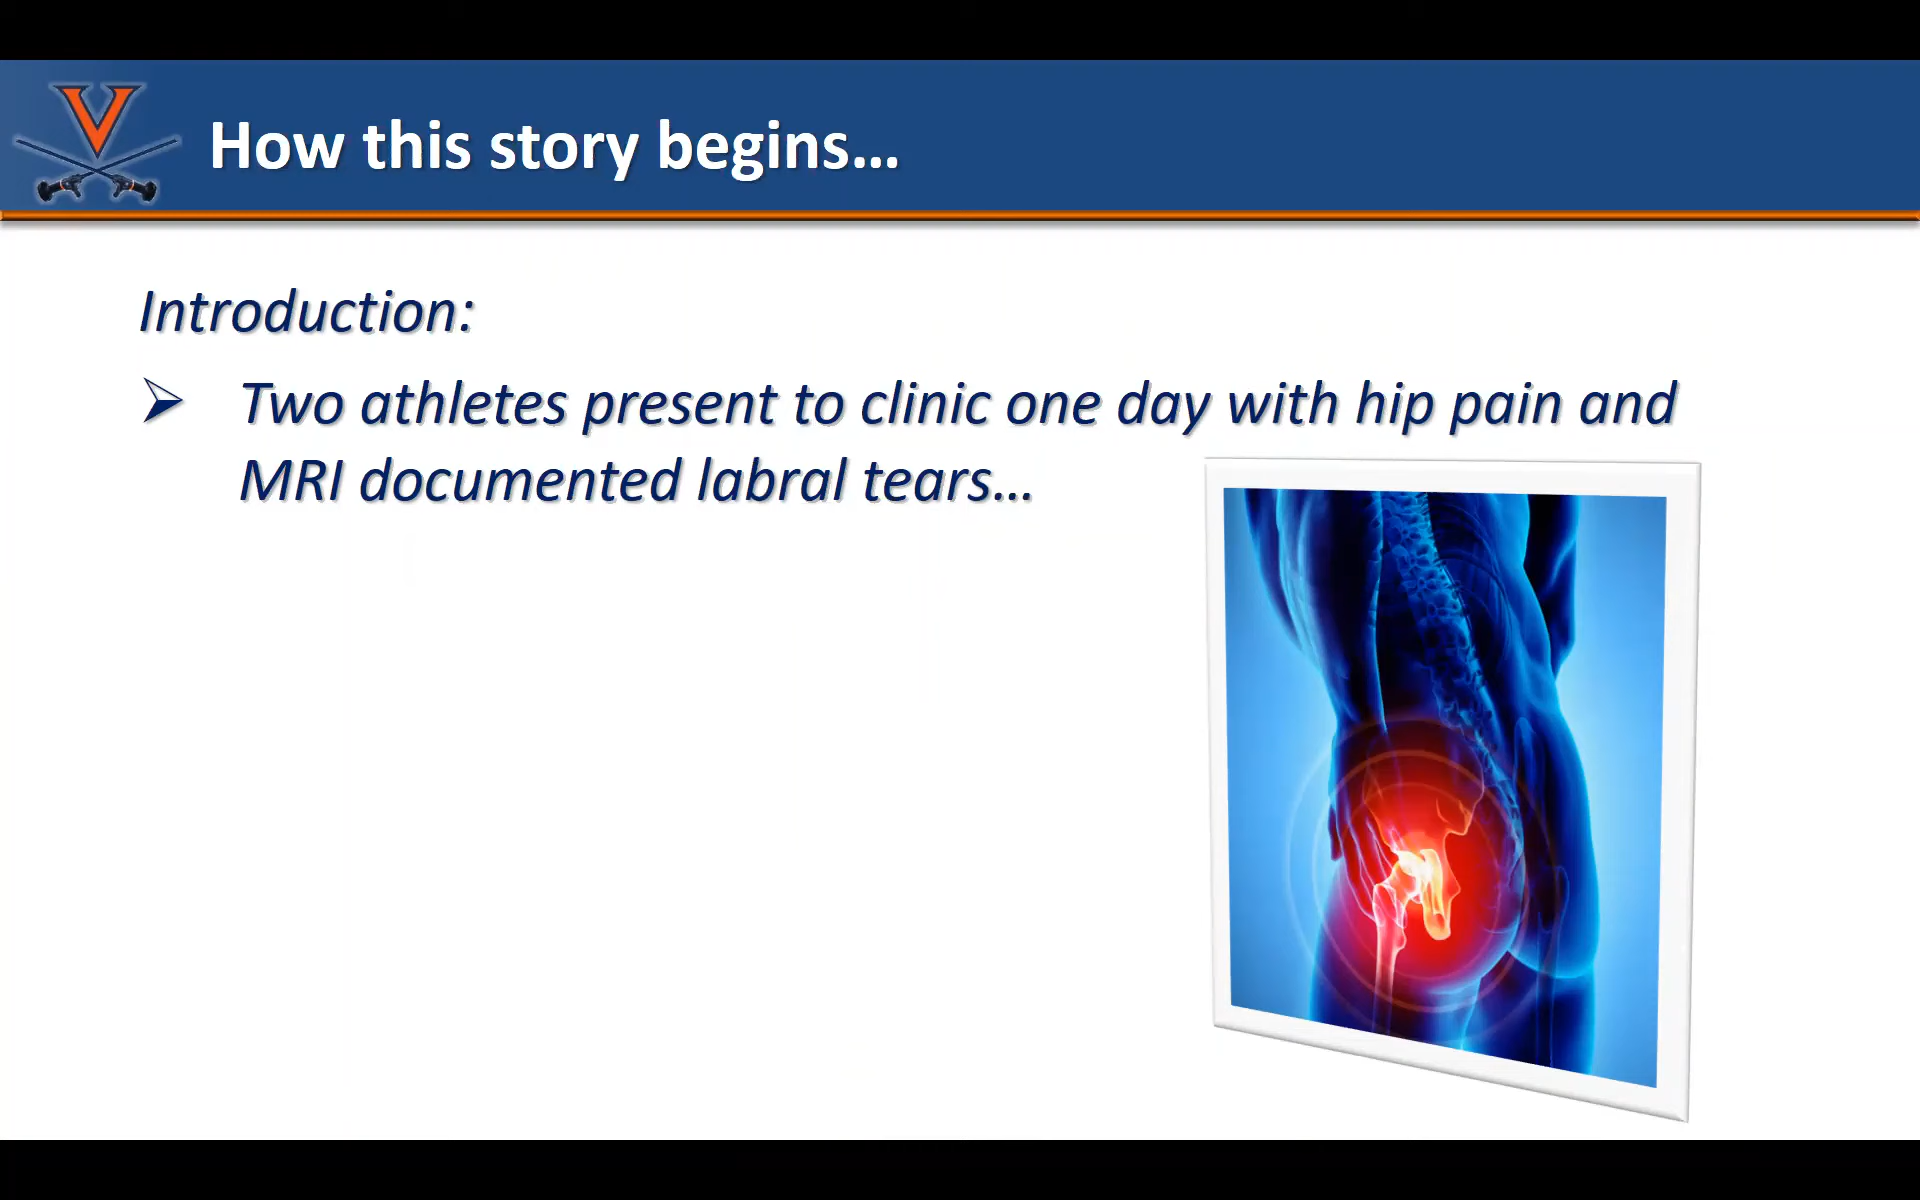 V
How this story begins...
Introduction:
Two athletes present to clinic one day with hip pain and
MRI documented labral tears...